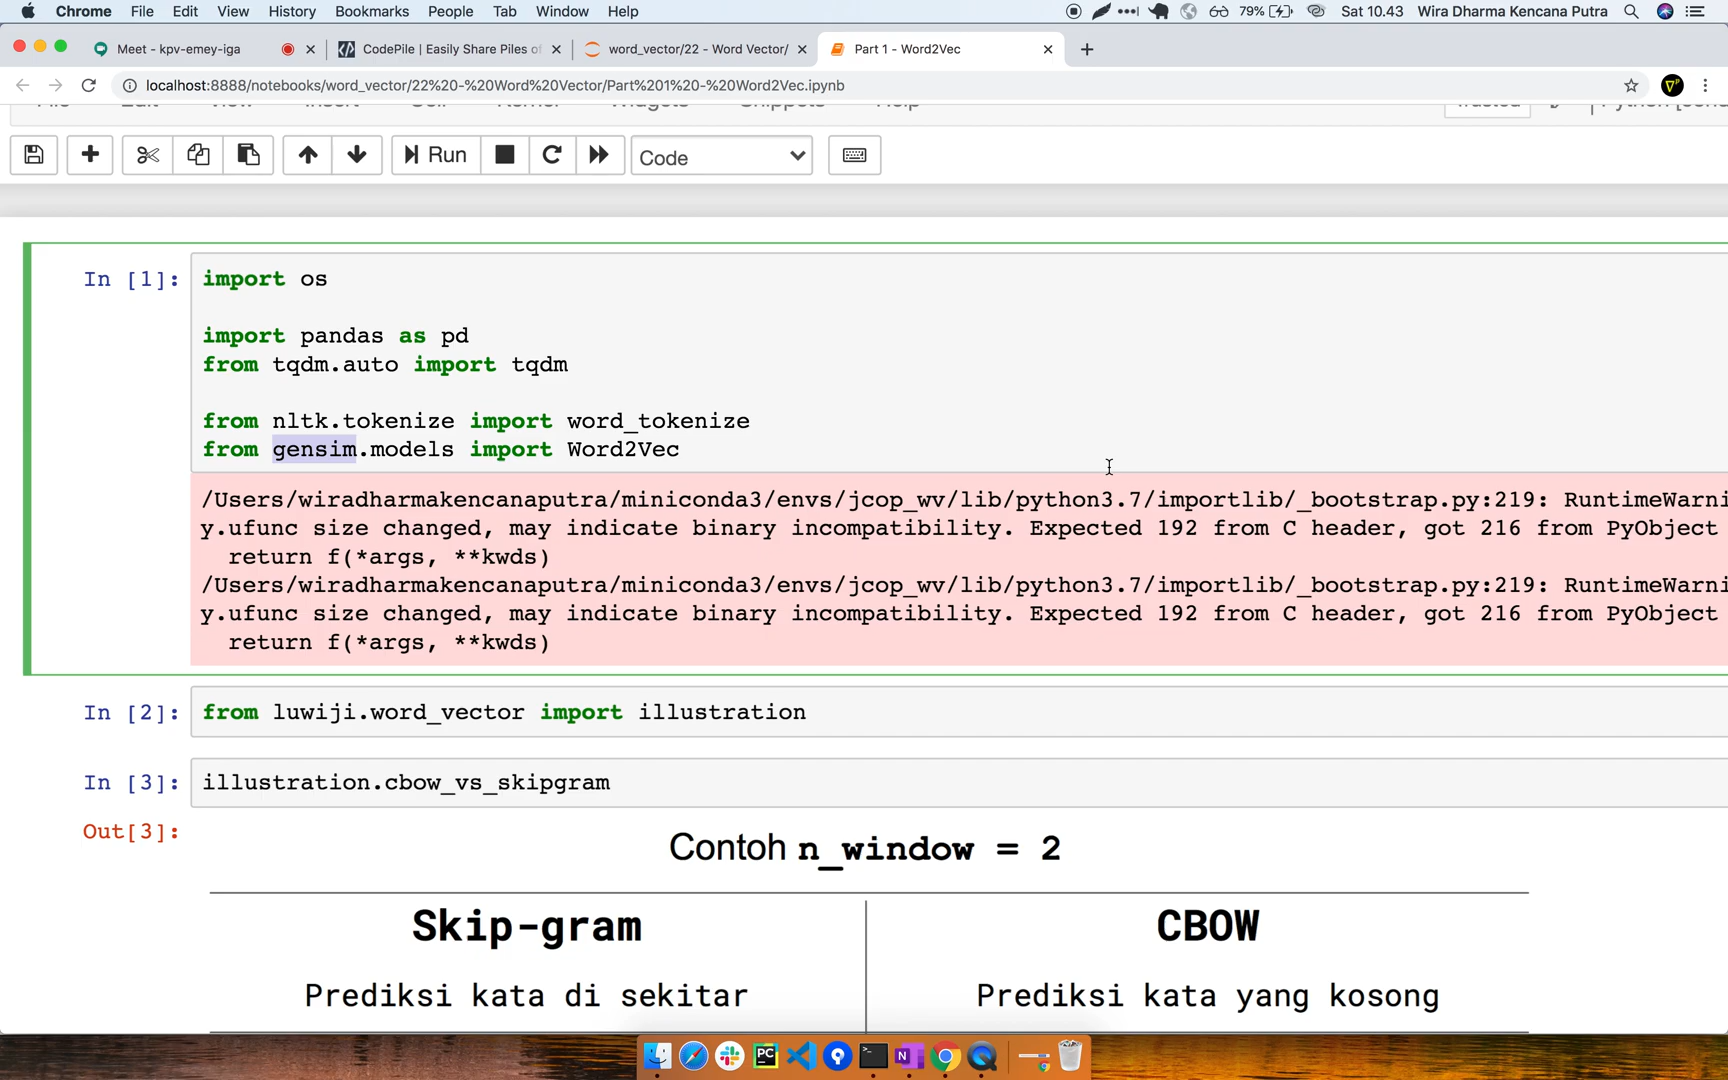 Chrome File Edit View History Bookmarks People Tab Window Help 79% Sat 10.43 Wira Dharma Kencana Putra
Meet - kpv-emey-iga CodePile | Easily Share Piles of word_vector/22 - Word Vector/ Part 1 - Word2Vec
localhost:8888/notebooks/word_vector/22%20-%20Word%20Vector/Part%201%20-%20Word2Vec.ipynb
Run Code
In [1]: import os
import pandas as pd
from tqdm.auto import tqdm
from nltk.tokenize import word_tokenize
from gensim.models import Word2Vec
/Users/wiradharmakencanaputra/miniconda3/envs/jcop_wv/lib/python3.7/importlib/_bootstrap.py:219: RuntimeWarni
y.ufunc size changed, may indicate binary incompatibility. Expected 192 from C header, got 216 from PyObject
return f(*args, **kwds)
/Users/wiradharmakencanaputra/miniconda3/envs/jcop_wv/lib/python3.7/importlib/_bootstrap.py:219: RuntimeWarni
y.ufunc size changed, may indicate binary incompatibility. Expected 192 from C header, got 216 from PyObject
return f(*args, **kwds)
In [2]: from luwiji.word_vector import illustration
In [3]: illustration.cbow_vs_skipgram
Out[3]:
Contoh n_window = 2
Skip-gram CBOW
Prediksi kata di sekitar Prediksi kata yang kosong